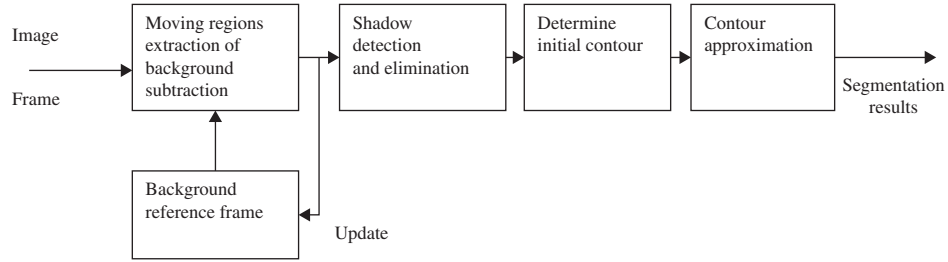 Image
Frame
Moving regions
extraction of
background
subtraction
Shadow
detection
and elimination
Determine
initial contour
Contour
approximation
Segmentation
results
Background
reference frame
Update